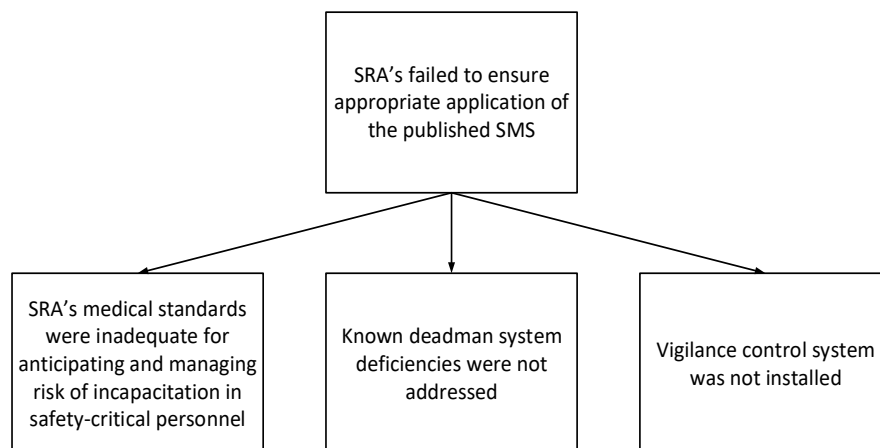 SRA’s failed to ensure
appropriate application of
the published SMS
SRA’s medical standards
were inadequate for
anticipating and managing
risk of incapacitation in
safety-critical personnel
Known deadman system
deficiencies were not
addressed
Vigilance control system
was not installed